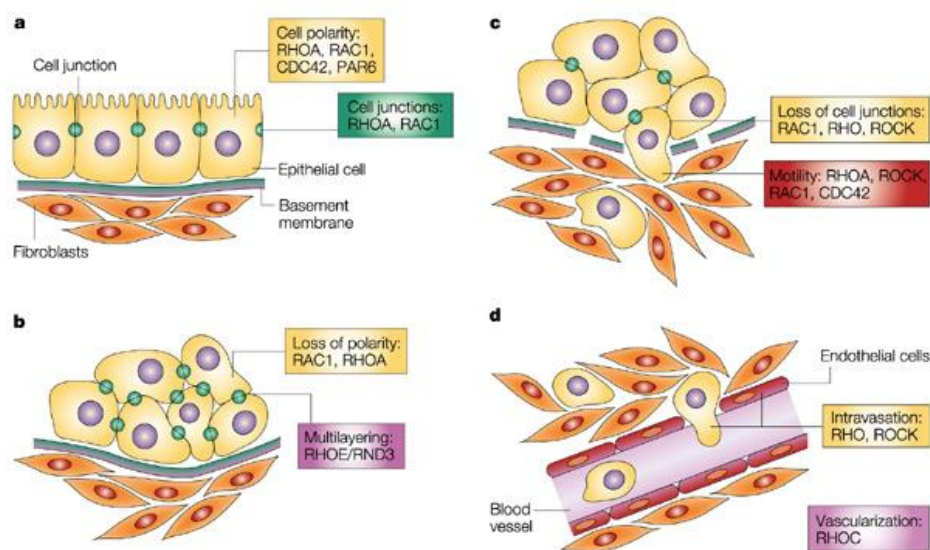 a
Cell junction
Cell polarity:
RHOA, RAC1,
CDC42, PAR6
Cell junctions:
RHOA, RAC1
Epithelial cell
Basement
membrane
Fibroblasts
b
Loss of polarity:
RAC1, RHOA
Multilayering:
RHOE/RND3
c
Loss of cell junctions:
RAC1, RHO, ROCK
Motility: RHOA, ROCK,
RAC1, CDC42
d
Endothelial cells
Intravasation:
RHO, ROCK
Blood
vessel
Vascularization:
RHOC